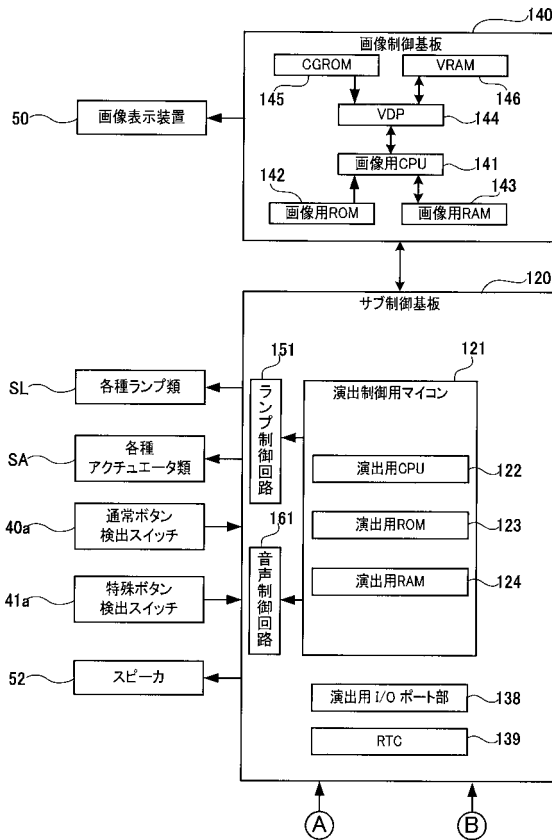 140
画像制御基板
CGROM
VRAM
145
146
50
画像表示装置
VDP
144
画像用CPU
141
142
143
画像用ROM
画像用RAM
120
サブ制御基板
151
121
SL
各種ランプ類
ランプ制御回路
演出制御用マイコン
SA
各種
アクチュエータ類
演出用CPU
122
40a
通常ボタン
検出スイッチ
161
演出用ROM
123
41a
特殊ボタン
検出スイッチ
音声制御回路
演出用RAM
124
52
スピーカ
演出用I/Oポート部
138
RTC
139
A
B